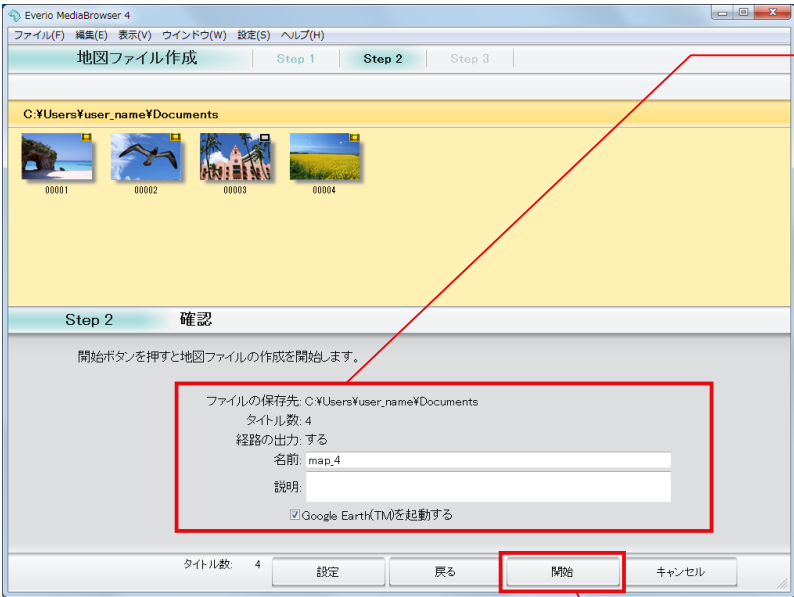 Everio MediaBrowser 4
ファイル(F) 編集(E) 表示(V) ウインドウ(W) 設定(S) ヘルプ(H)
地図ファイル作成 Step 1 Step 2 Step 3
C:¥Users¥user_name¥Documents
00001 00002 00003 00004
Step 2 確認
開始ボタンを押すと地図ファイルの作成を開始します。
ファイルの保存先: C:¥Users¥user_name¥Documents
タイトル数: 4
経路の出力: する
名前: map_4
説明:
Google Earth(TM)を起動する
タイトル数: 4 設定 戻る 開始 キャンセル